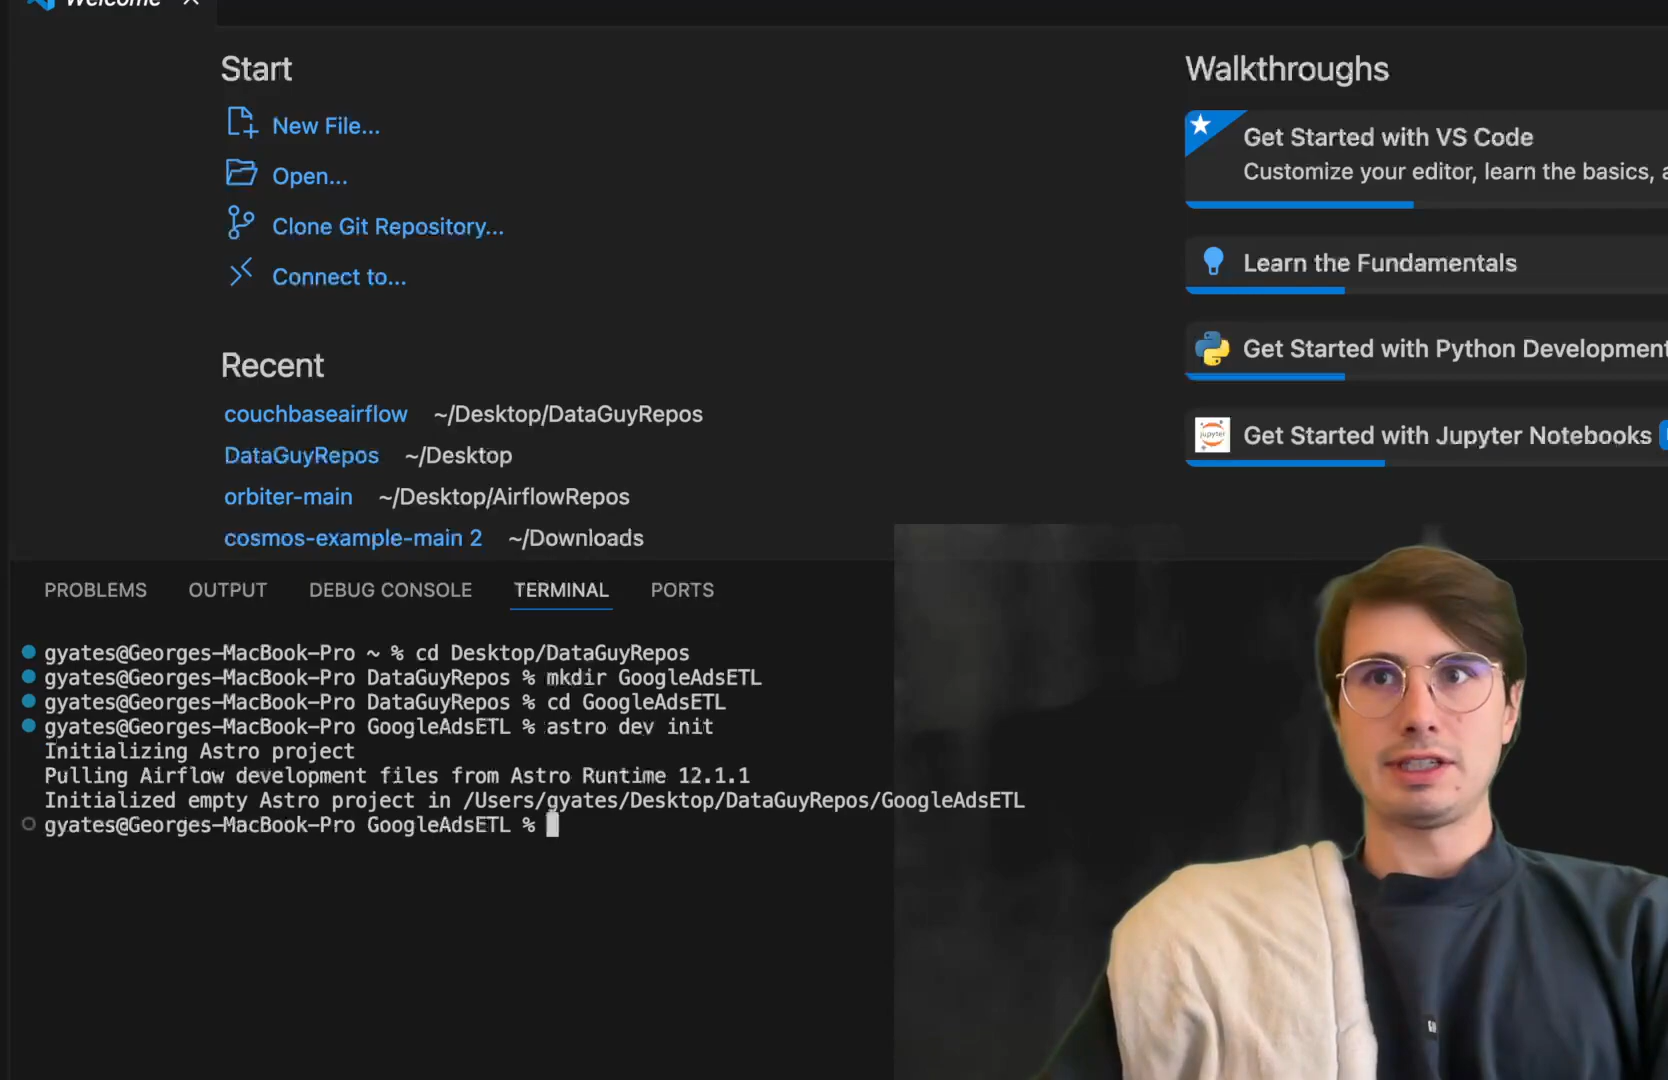 Welcome
Start
New File...
Open...
Clone Git Repository...
Connect to...
Recent
couchbaseairflow ~/Desktop/DataGuyRepos
DataGuyRepos ~/Desktop
orbiter-main ~/Desktop/AirflowRepos
cosmos-example-main 2 ~/Downloads
Walkthroughs
Get Started with VS Code
Customize your editor, learn the basics,
Learn the Fundamentals
Get Started with Python Development
jupyter
Get Started with Jupyter Notebooks
PROBLEMS OUTPUT DEBUG CONSOLE TERMINAL PORTS
gyates@Georges-MacBook-Pro ~ % cd Desktop/DataGuyRepos
gyates@Georges-MacBook-Pro DataGuyRepos % mkdir GoogleAdsETL
gyates@Georges-MacBook-Pro DataGuyRepos % cd GoogleAdsETL
gyates@Georges-MacBook-Pro GoogleAdsETL % astro dev init
Initializing Astro project
Pulling Airflow development files from Astro Runtime 12.1.1
Initialized empty Astro project in /Users/gyates/Desktop/DataGuyRepos/GoogleAdsETL
gyates@Georges-MacBook-Pro GoogleAdsETL %